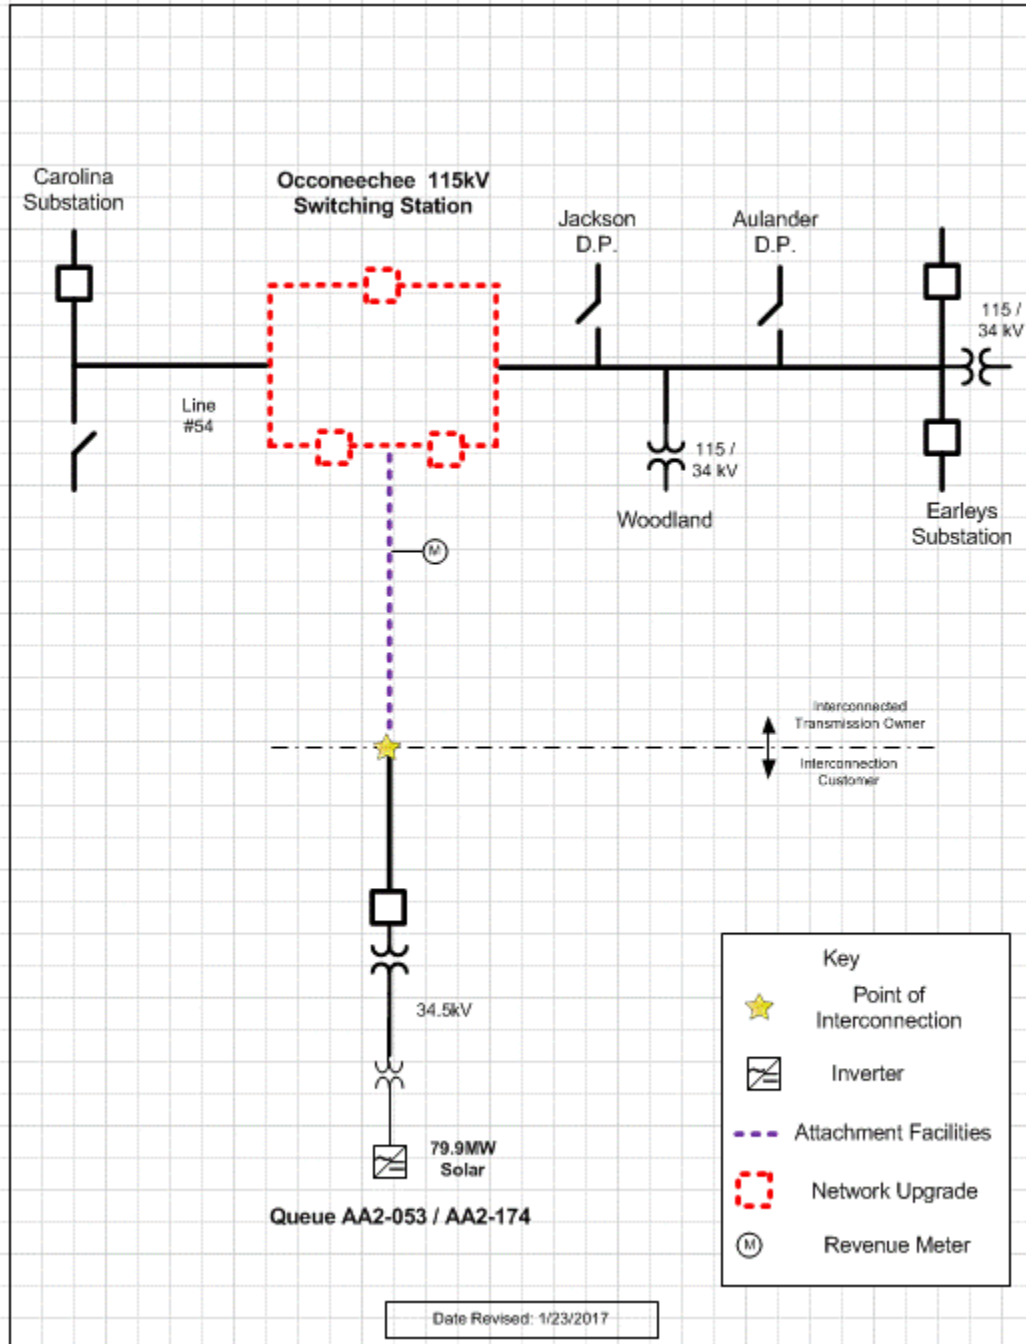 Carolina
Substation
Occoneechee 115kV
Switching Station
Jackson
D.P.
Aulander
D.P.
115 /
34 kV
Line
#54
115 /
34 kV
Woodland
Earleys
Substation
M
Interconnected
Transmission Owner
Interconnection
Customer
34.5kV
79.9MW
Solar
Queue AA2-053 / AA2-174
Key
Point of
Interconnection
Inverter
Attachment Facilities
Network Upgrade
M
Revenue Meter
Date Revised: 1/23/2017